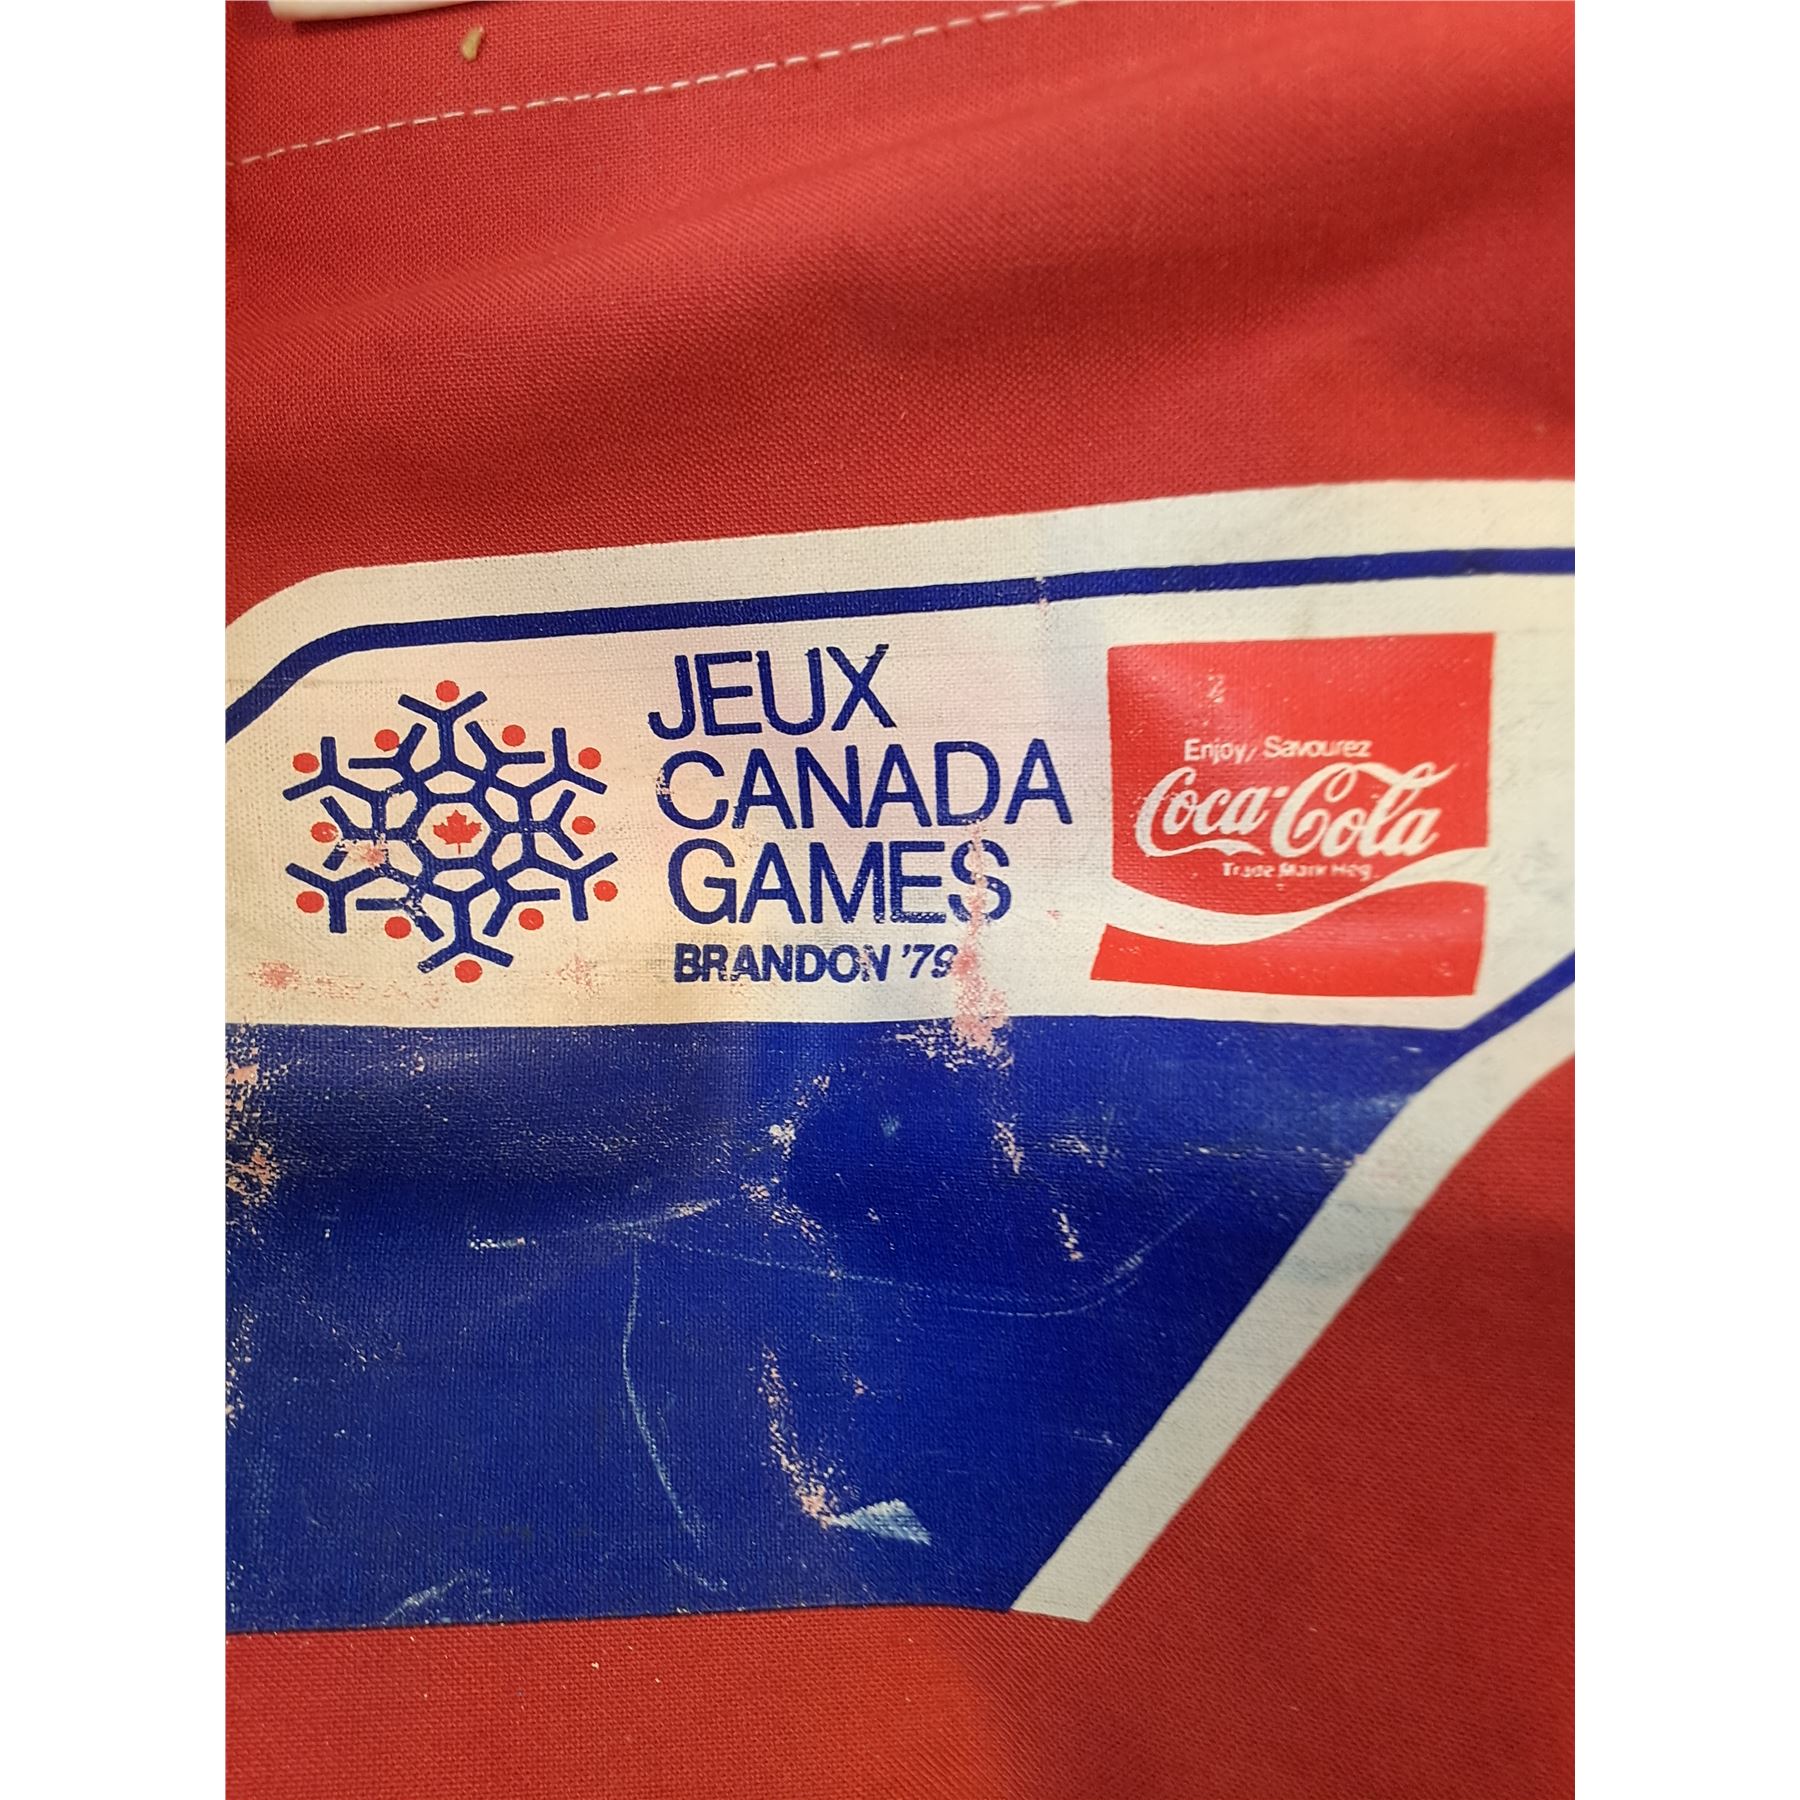 JEUX
CANADA
GAMES
BRANDON '79
Enjoy/Savourez
Coca-Cola
Trade Mark Reg.